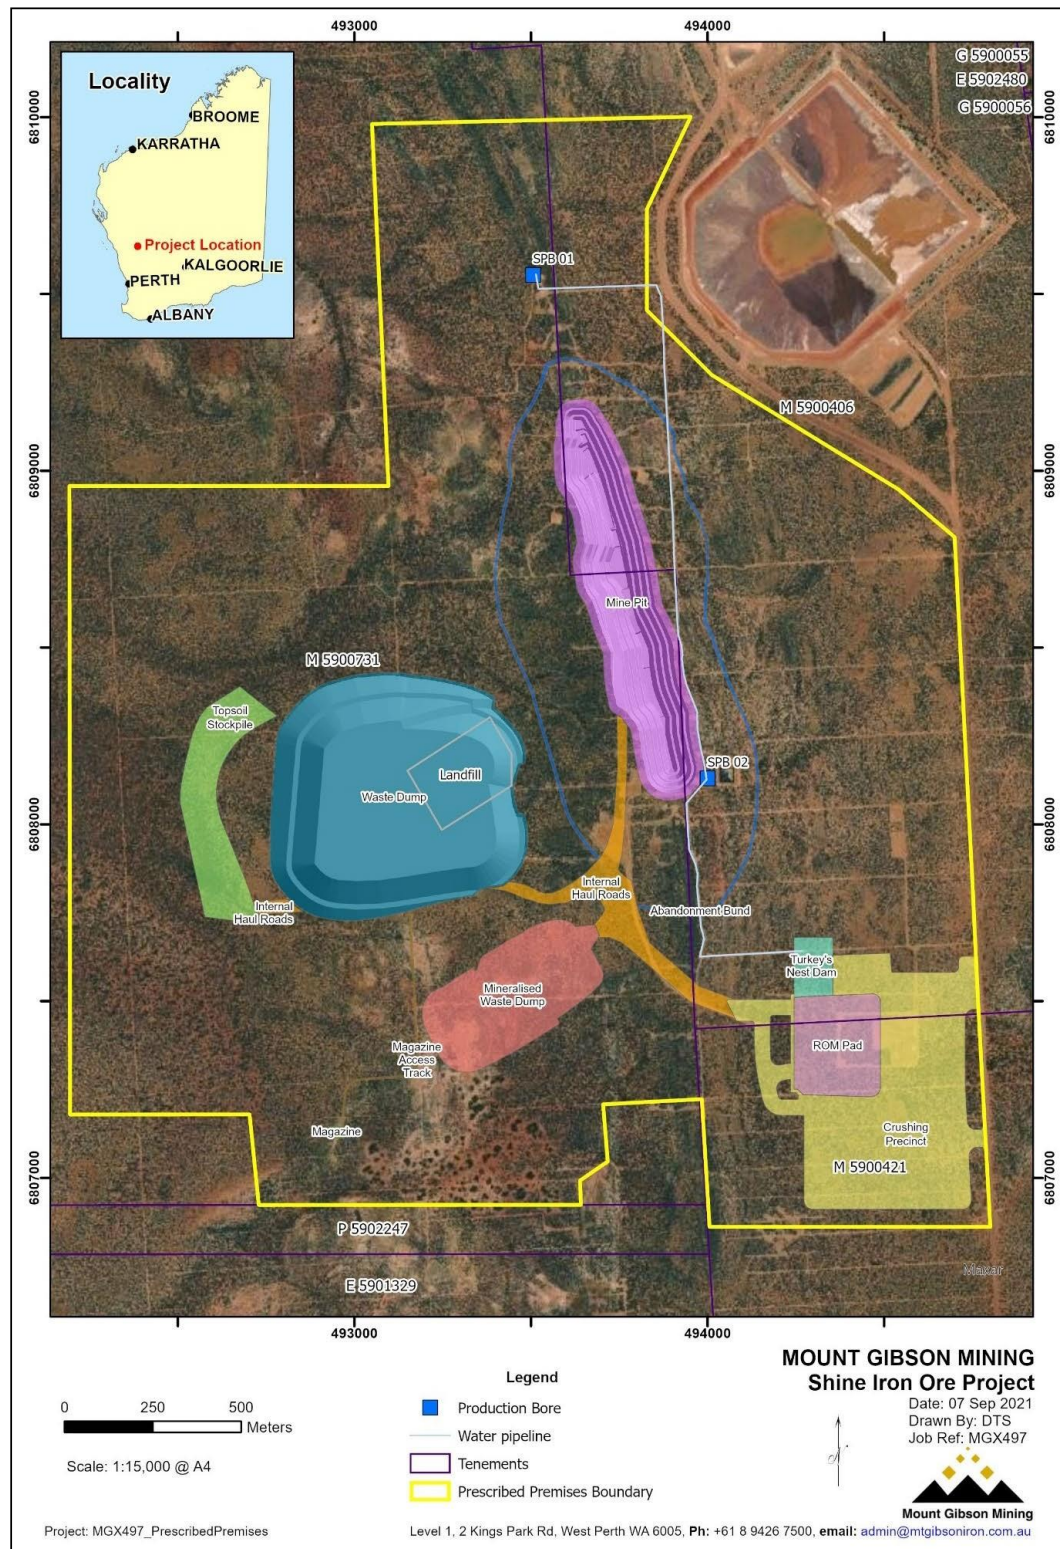 493000
494000
G 5900055
E 5902480
G 5900056
6810000
6810000
Locality
BROOME
KARRATHA
Project Location
KALGOORLIE
PERTH
ALBANY
SPB 01
M 5900406
6809000
6809000
Mine Pit
M 5900731
Topsoil
Stockpile
SPB 02
Landfill
Waste Dump
6808000
6808000
Internal
Haul Roads
Internal
Haul Roads
Abandonment Bund
Turkey's
Nest Dam
Mineralised
Waste Dump
ROM Pad
Magazine
Access
Track
Magazine
Crushing
Precinct
M 5900421
6807000
6807000
P 5902247
E 5901329
Maxar
493000
494000
MOUNT GIBSON MINING
Shine Iron Ore Project
Date: 07 Sep 2021
Drawn By: DTS
Job Ref: MGX497
Legend
Production Bore
Water pipeline
Tenements
Prescribed Premises Boundary
0 250 500
Meters
Scale: 1:15,000 @ A4
N
Mount Gibson Mining
Project: MGX497_PrescribedPremises
Level 1, 2 Kings Park Rd, West Perth WA 6005, Ph: +61 8 9426 7500, email: admin@mtgibsoniron.com.au